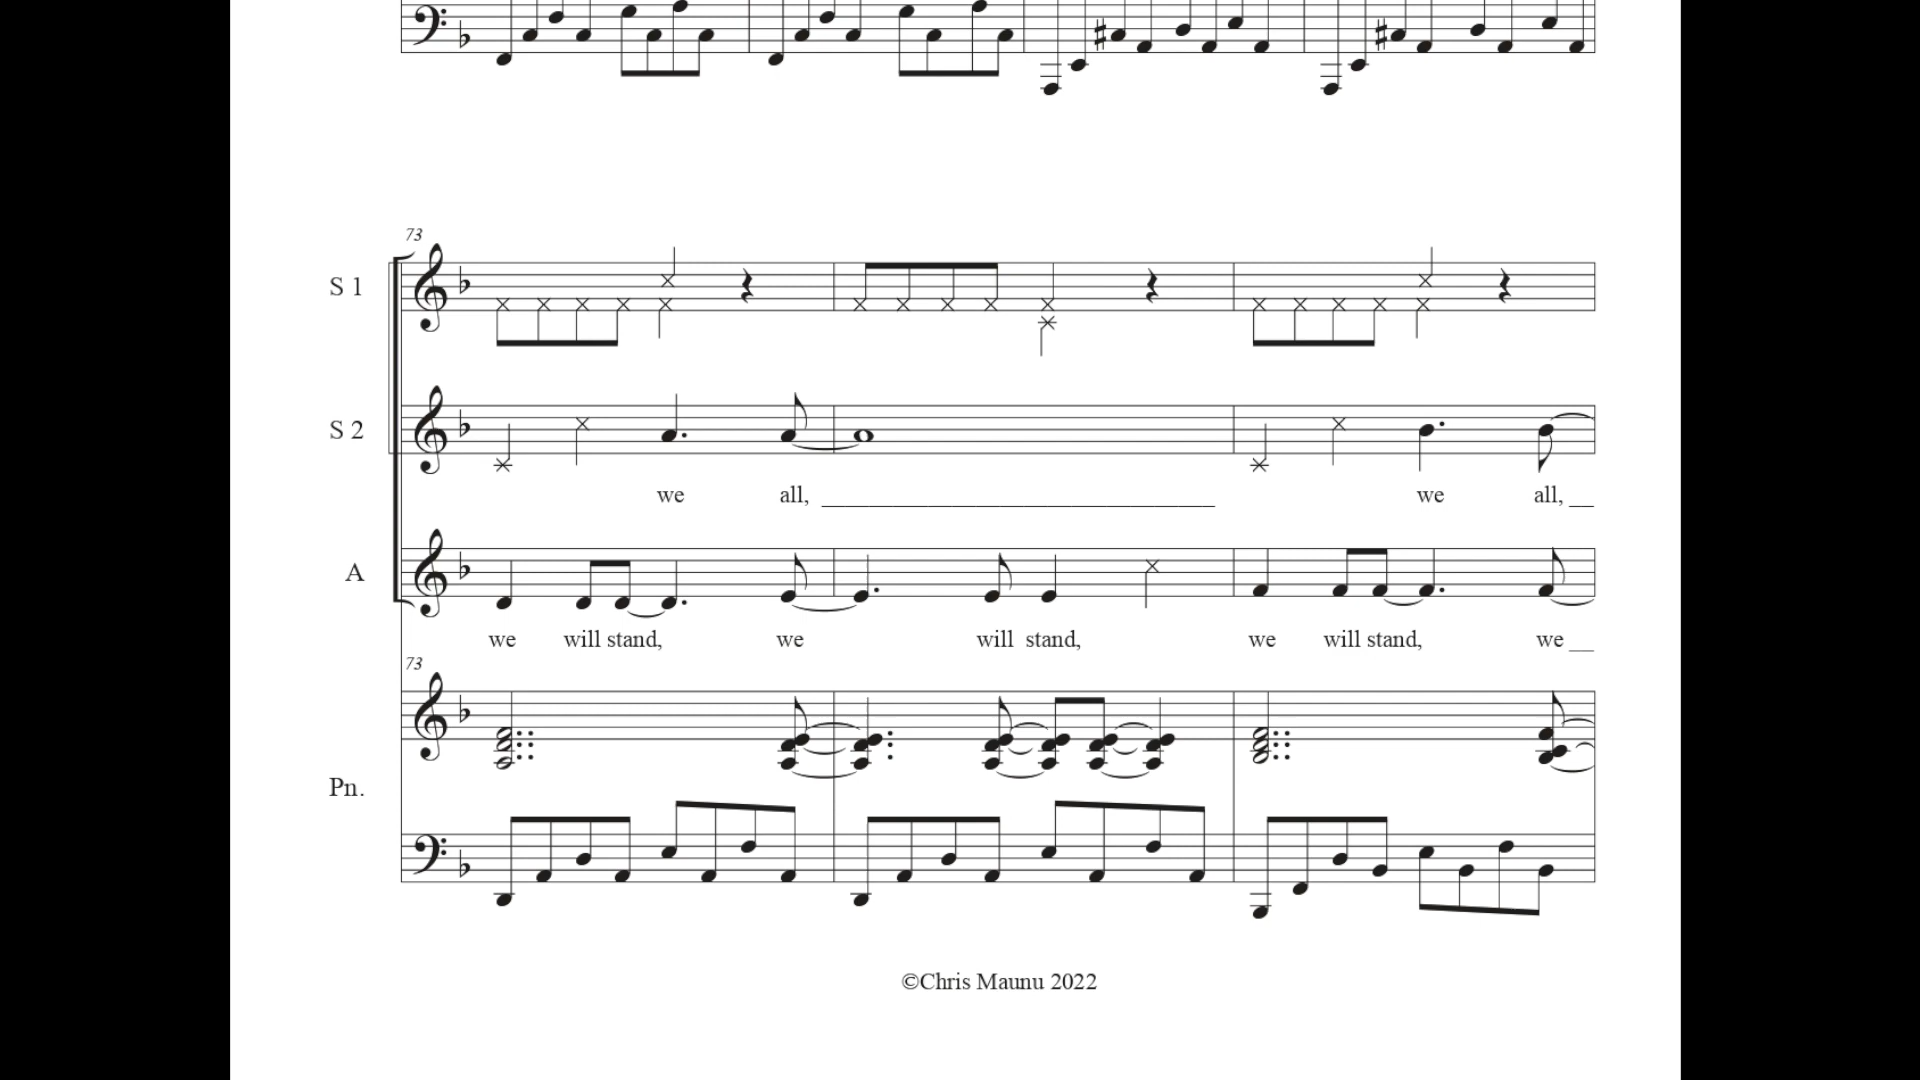 73
S 1
S 2
we all, we all,
A
we will stand, we will stand, we will stand, we
73
Pn.
©Chris Maunu 2022